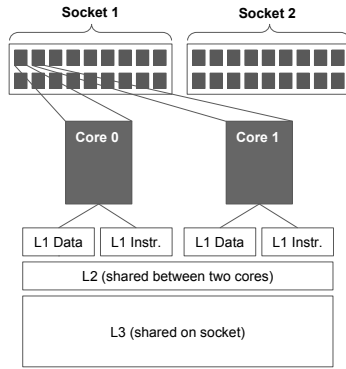 Socket 1 Socket 2
Core 0 Core 1
L1 Data L1 Instr. L1 Data L1 Instr.
L2 (shared between two cores)
L3 (shared on socket)